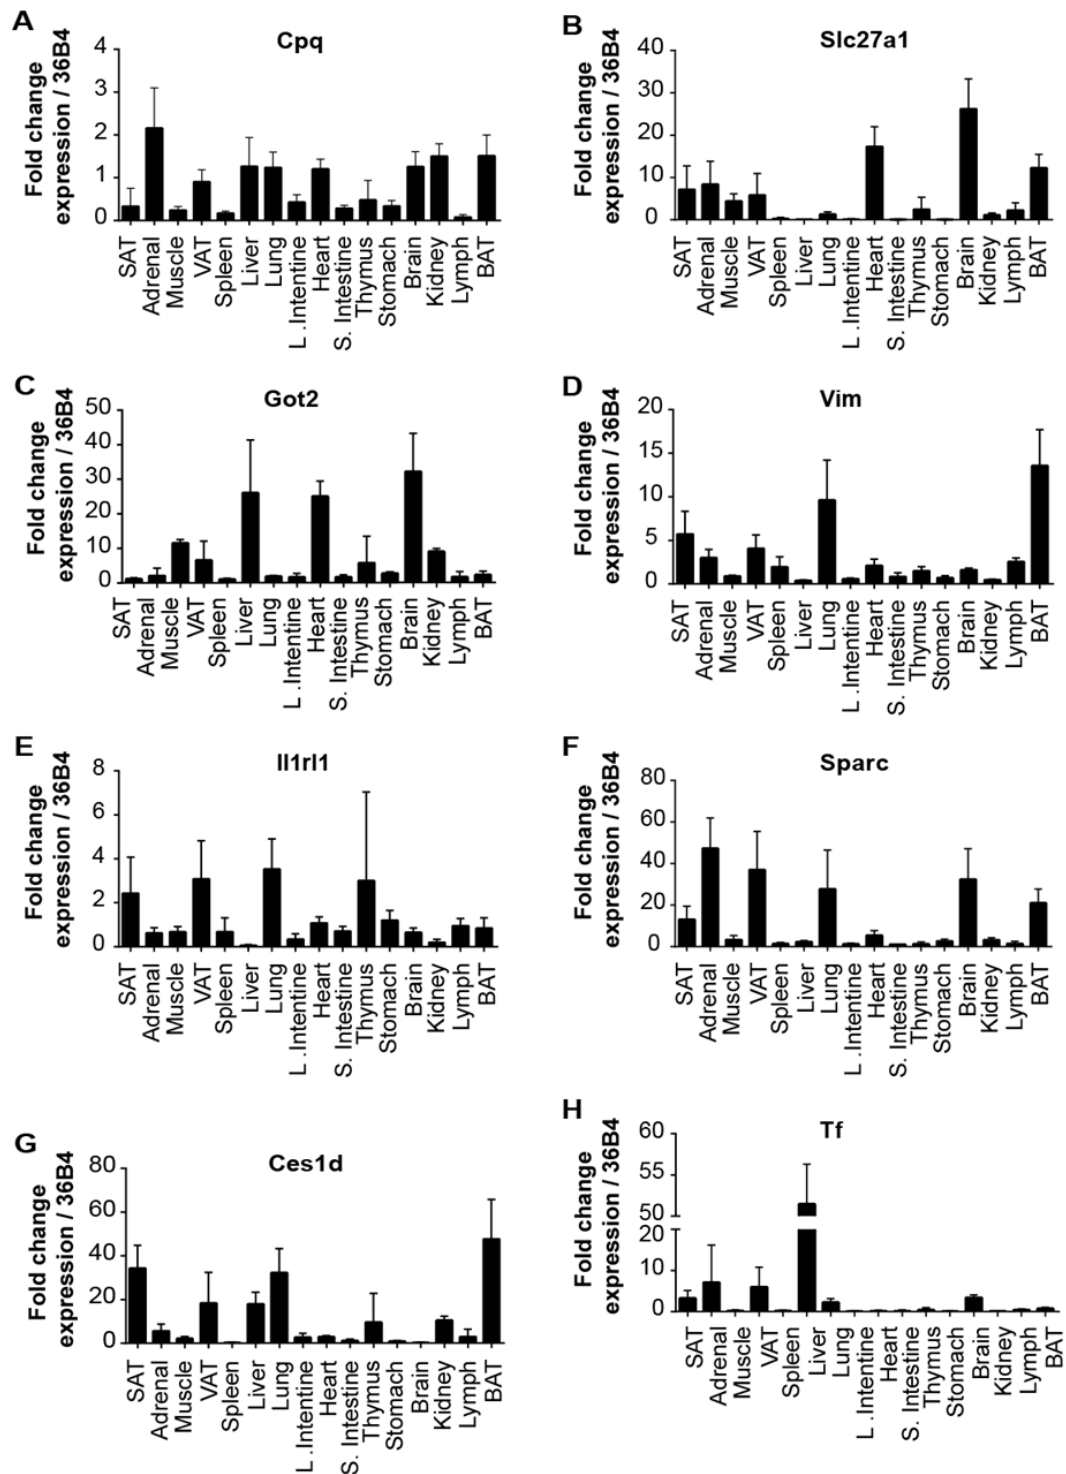 A
Cpq
Fold change
expression / 36B4
4
3
2
1
0
SAT
Adrenal
Muscle
VAT
Spleen
Liver
Lung
L .Intentine
Heart
S. Intestine
Thymus
Stomach
Brain
Kidney
Lymph
BAT
B
Slc27a1
Fold change
expression / 36B4
40
30
20
10
0
SAT
Adrenal
Muscle
VAT
Spleen
Liver
Lung
L .Intentine
Heart
S. Intestine
Thymus
Stomach
Brain
Kidney
Lymph
BAT
C
Got2
Fold change
expression / 36B4
50
40
30
20
10
0
SAT
Adrenal
Muscle
VAT
Spleen
Liver
Lung
L .Intentine
Heart
S. Intestine
Thymus
Stomach
Brain
Kidney
Lymph
BAT
D
Vim
Fold change
expression / 36B4
20
15
10
5
0
SAT
Adrenal
Muscle
VAT
Spleen
Liver
Lung
L .Intentine
Heart
S. Intestine
Thymus
Stomach
Brain
Kidney
Lymph
BAT
E
Il1rl1
Fold change
expression / 36B4
8
6
4
2
0
SAT
Adrenal
Muscle
VAT
Spleen
Liver
Lung
L .Intentine
Heart
S. Intestine
Thymus
Stomach
Brain
Kidney
Lymph
BAT
F
Sparc
Fold change
expression / 36B4
80
60
40
20
0
SAT
Adrenal
Muscle
VAT
Spleen
Liver
Lung
L .Intentine
Heart
S. Intestine
Thymus
Stomach
Brain
Kidney
Lymph
BAT
G
Ces1d
Fold change
expression / 36B4
80
60
40
20
0
SAT
Adrenal
Muscle
VAT
Spleen
Liver
Lung
L .Intentine
Heart
S. Intestine
Thymus
Stomach
Brain
Kidney
Lymph
BAT
H
Tf
Fold change
expression / 36B4
60
55
50
20
10
0
SAT
Adrenal
Muscle
VAT
Spleen
Liver
Lung
L .Intentine
Heart
S. Intestine
Thymus
Stomach
Brain
Kidney
Lymph
BAT